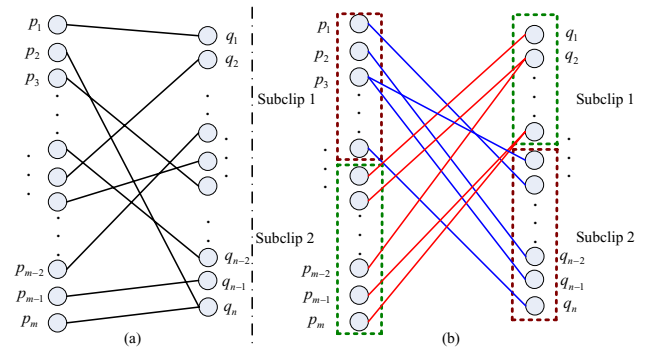 p1
p2
p3
pm−2
pm−1
pm
q1
q2
qn−2
qn−1
qn
(a)
Subclip 1
Subclip 2
p1
p2
p3
pm−2
pm−1
pm
q1
q2
qn−2
qn−1
qn
Subclip 1
Subclip 2
(b)